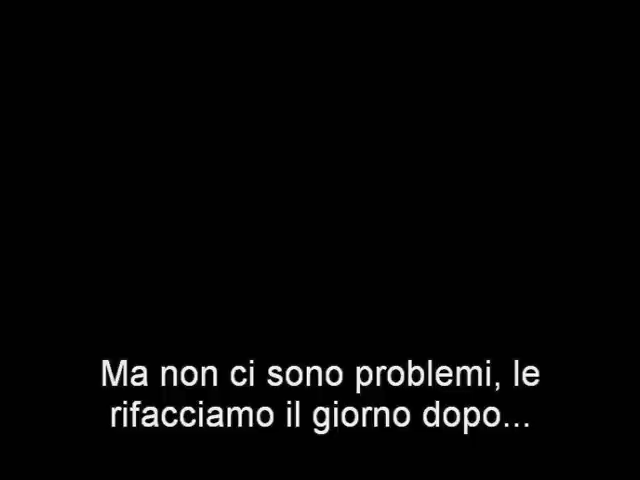 Ma non ci sono problemi, le
rifacciamo il giorno dopo...